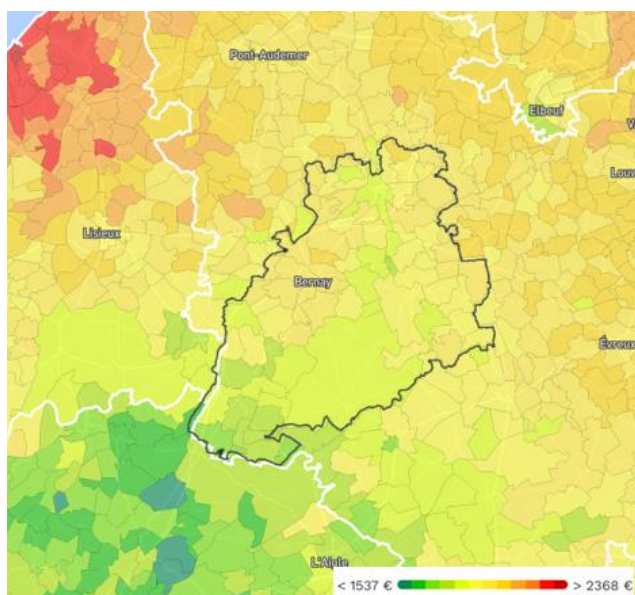 Pont-Audemer
Elbeuf
V
Louv
Lisieux
Bernay
Évreux
L'Aigle
< 1537 € > 2368 €